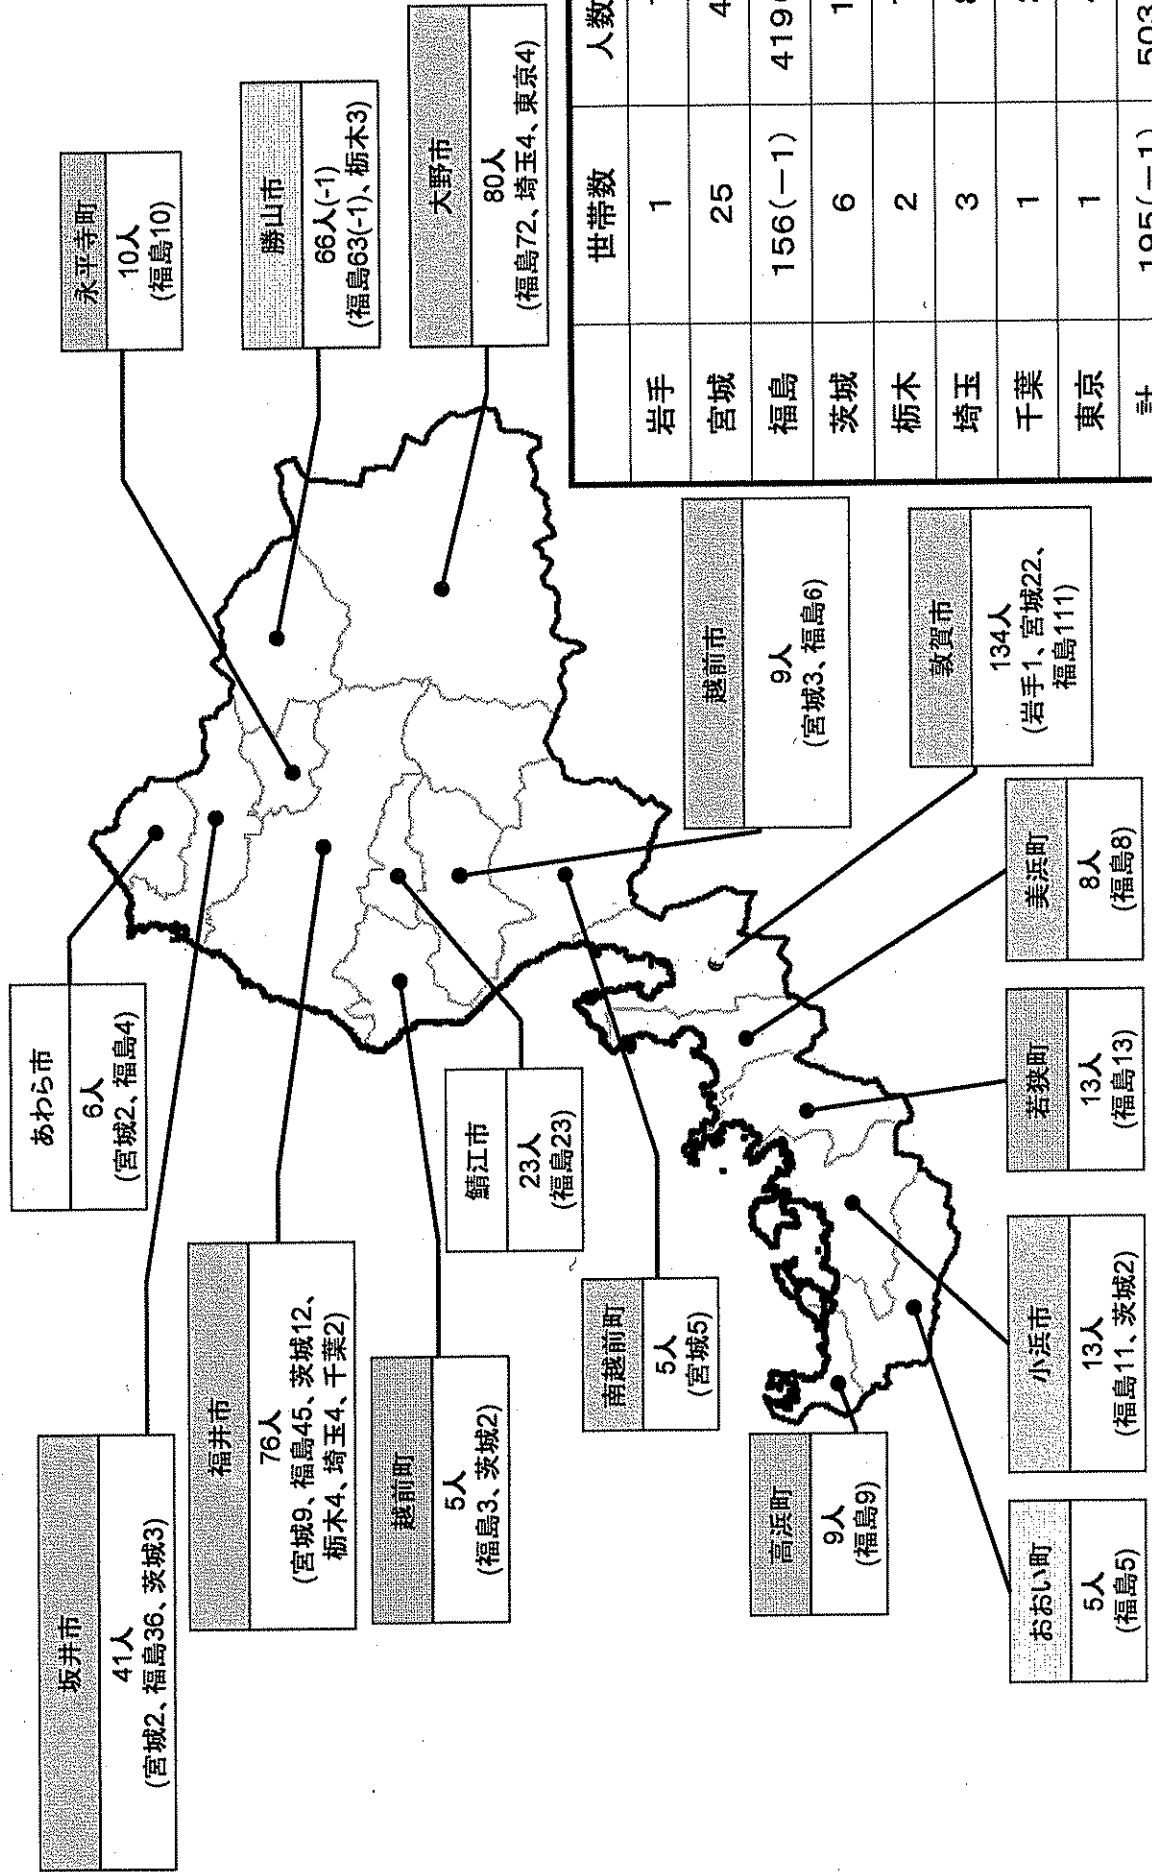 坂井市
41人
(宮城2、福島36、茨城3)
あわら市
6人
(宮城2、福島4)
永平寺町
10人
(福島10)
勝山市
66人(-1)
(福島63(-1)、栃木3)
大野市
80人
(福島72、埼玉4、東京4)
福井市
76人
(宮城9、福島45、茨城12、
栃木4、埼玉4、千葉2)
越前町
5人
(福島3、茨城2)
鯖江市
23人
(福島23)
南越前町
5人
(宮城5)
越前市
9人
(宮城3、福島6)
敦賀市
134人
(岩手1、宮城22、
福島111)
高浜町
9人
(福島9)
おおい町
5人
(福島5)
小浜市
13人
(福島11、茨城2)
若狭町
13人
(福島13)
美浜町
8人
(福島8)
世帯数 人数
岩手 1
宮城 25 4
福島 156(－1) 419
茨城 6 1
栃木 2
埼玉 3
千葉 1
東京 1
計 195(－1) 503